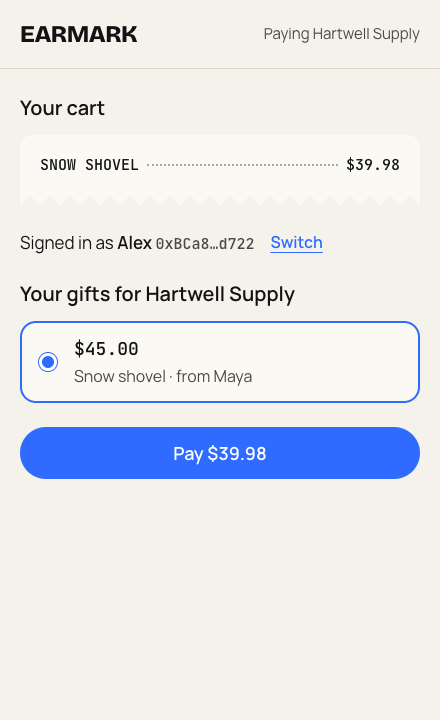 EARMARK
Paying Hartwell Supply
Your cart
SNOW SHOVEL $39.98
Signed in as Alex 0xBCa8…d722 Switch
Your gifts for Hartwell Supply
$45.00
Snow shovel · from Maya
Pay $39.98